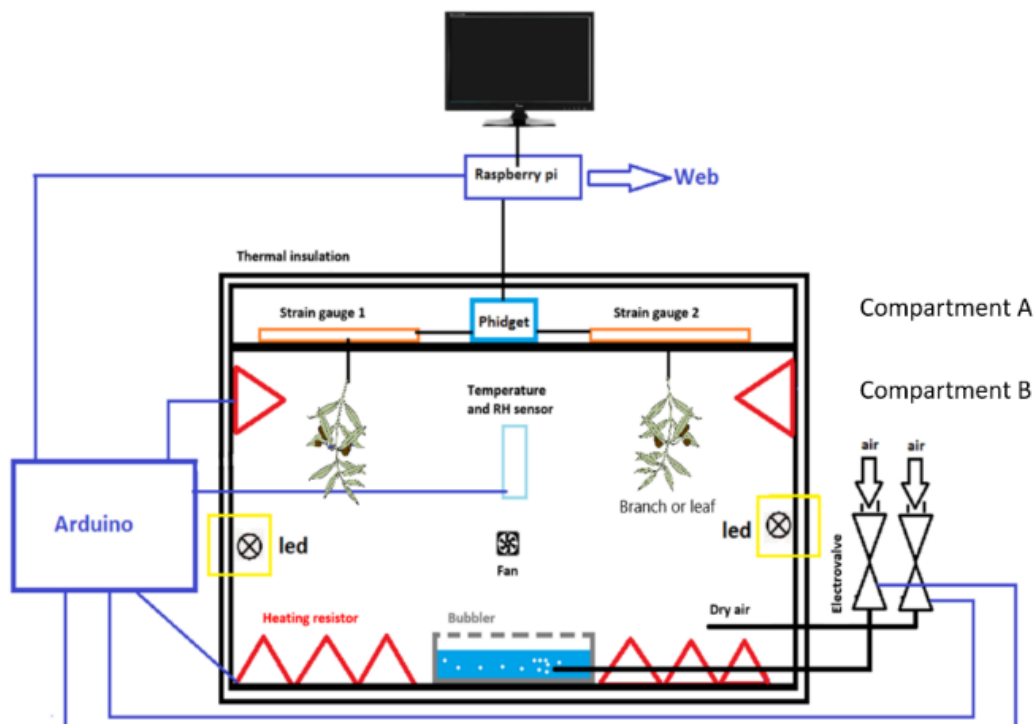 Raspberry pi
Web
Thermal insulation
Strain gauge 1
Phidget
Strain gauge 2
Compartment A
Temperature
and RH sensor
Compartment B
air
air
Branch or leaf
Arduino
led
led
Fan
Electrovalve
Heating resistor
Bubbler
Dry air